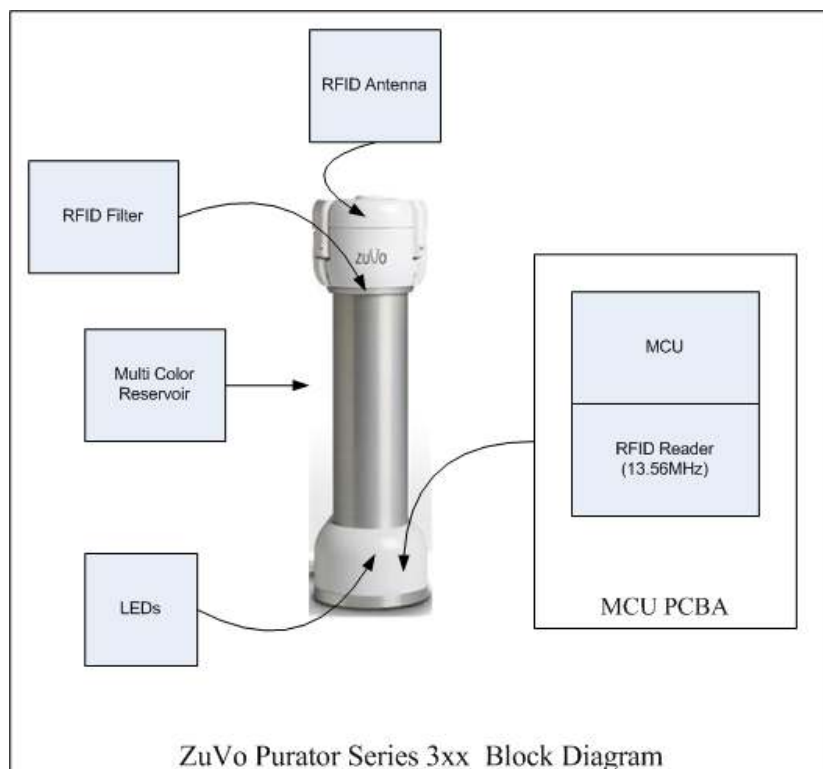 RFID Antenna
RFID Filter
zuVo
MCU
Multi Color
Reservoir
RFID Reader
(13.56MHz)
LEDs
MCU PCBA
ZuVo Purator Series 3xx Block Diagram